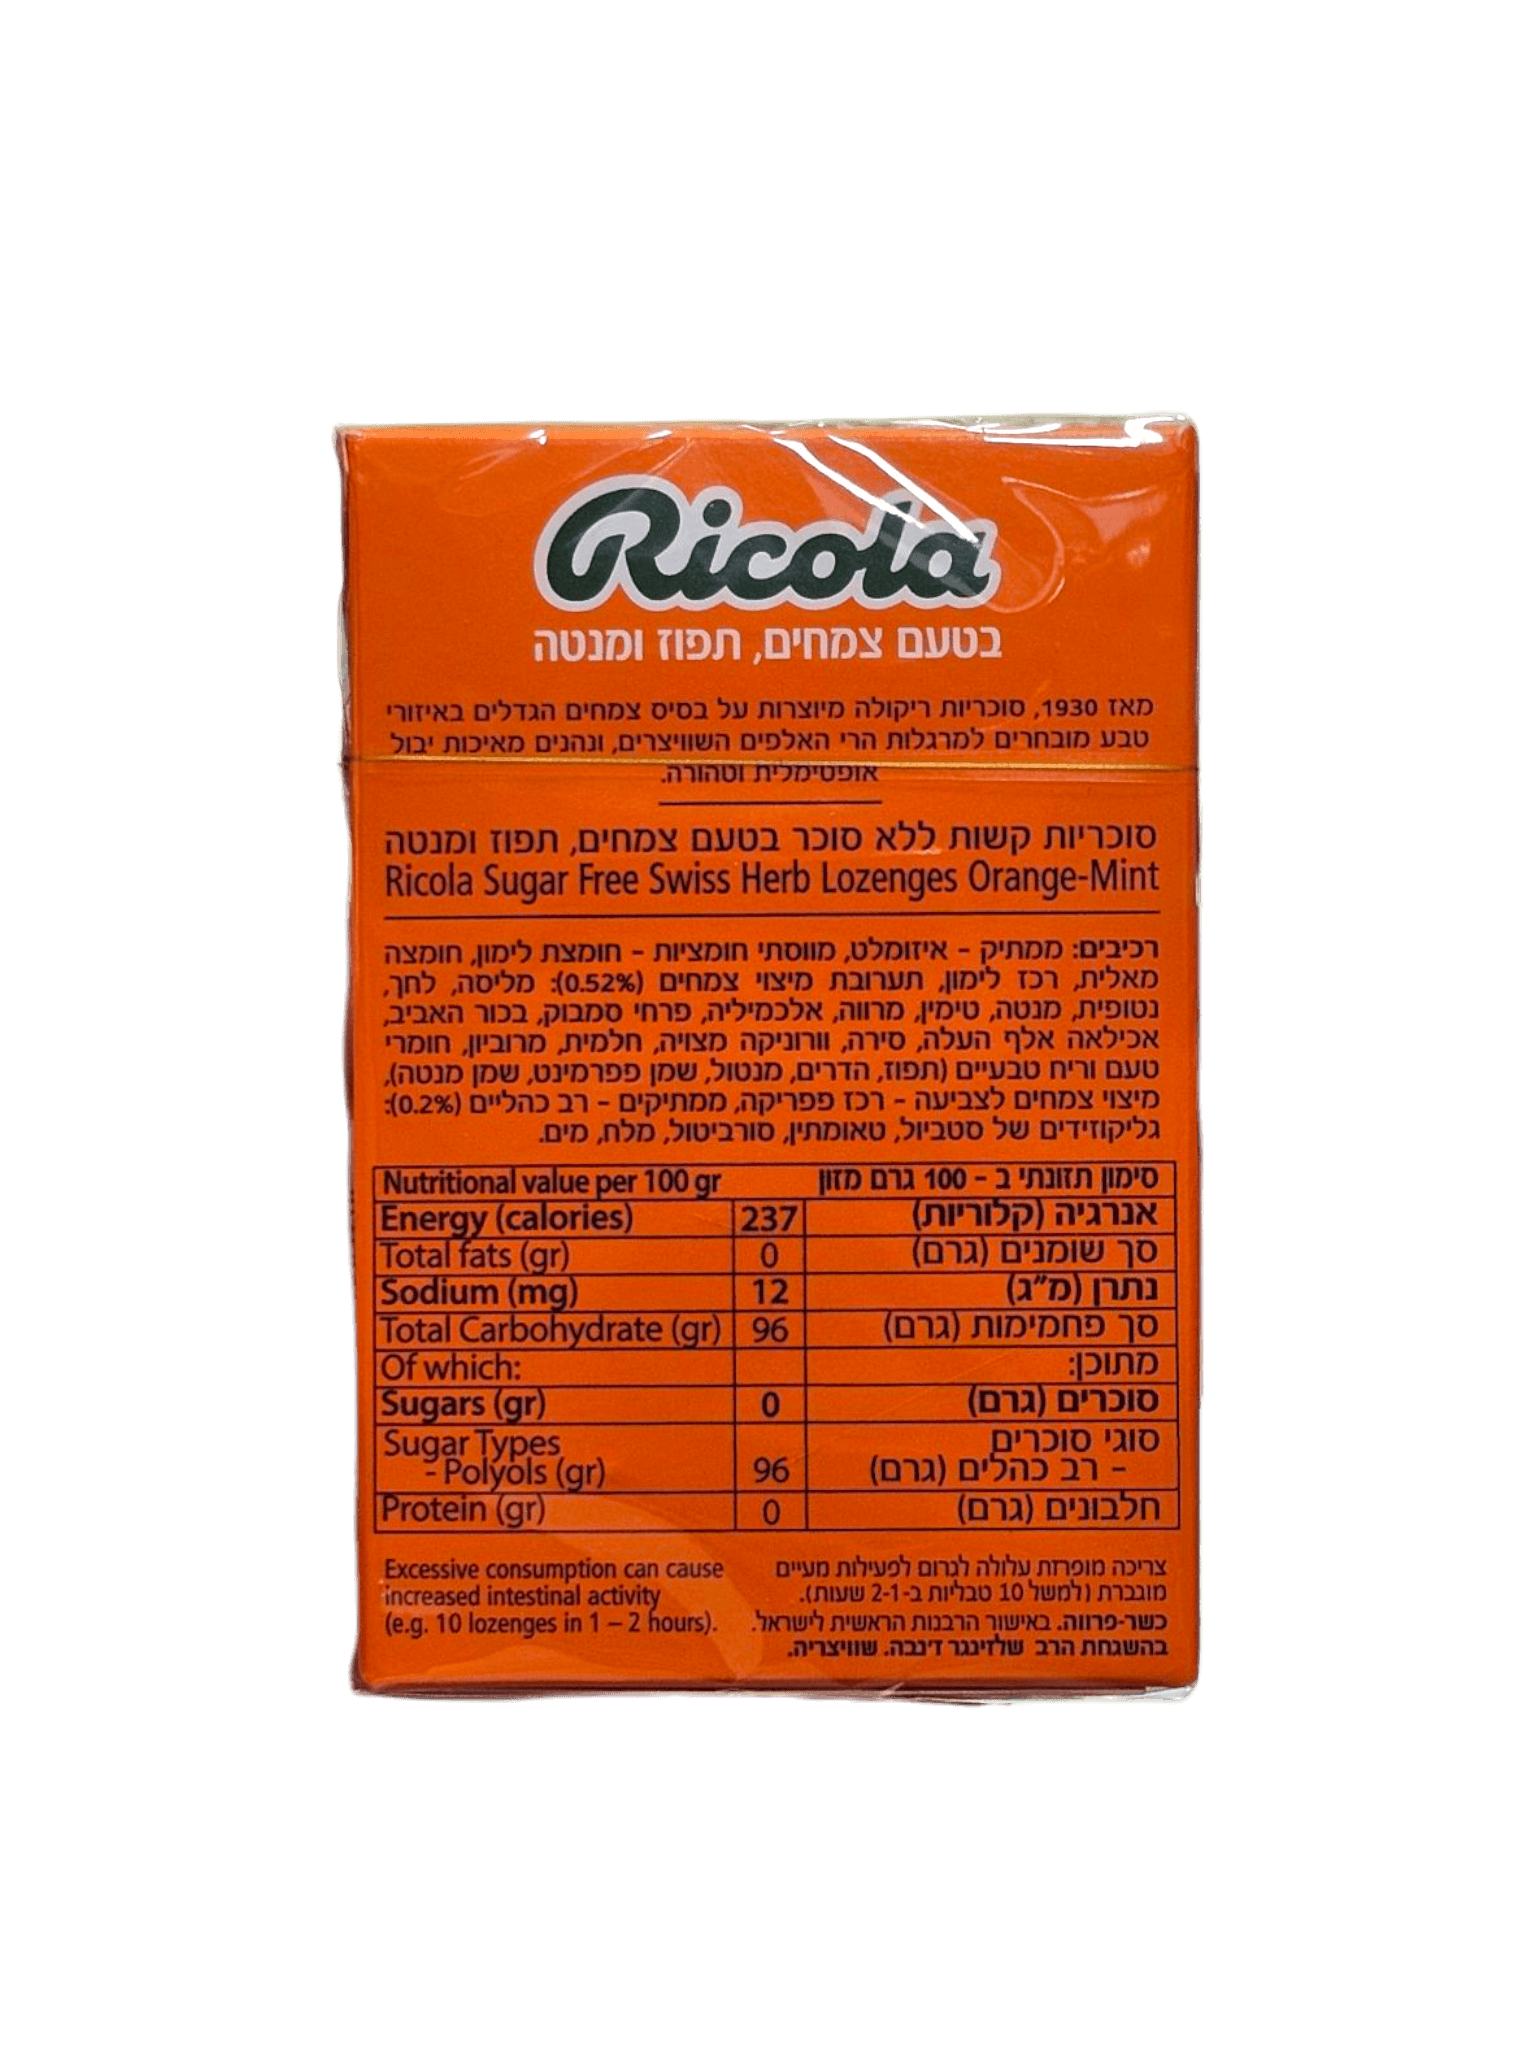 Ricola
בטעם צמחים, תפוז ומנטה
מאז 1930, סוכריות ריקולה מיוצרות על בסיס צמחים הגדלים באיזורי
טבע מובחרים למרגלות הרי האלפים השוויצרים, ונהנים מאיכות יבול
אופטימלית וטהורה.
סוכריות קשות ללא סוכר בטעם צמחים, תפוז ומנטה
Ricola Sugar Free Swiss Herb Lozenges Orange-Mint
רכיבים: ממתיק - איזומלט, מווסתי חומציות - חומצת לימון, חומצה
מאלית, רכז לימון, תערובת מיצוי צמחים (0.52%): מליסה, לחך,
נטופית, מנטה, טימין, מרווה, אלכמיליה, פרחי סמבוק, בכור האביב,
אכילאה אלף העלה, סירה, וורוניקה מצויה, חלמית, מרוביון, חומרי
טעם וריח טבעיים (תפוז, הדרים, מנטול, שמן פפרמינט, שמן מנטה),
מיצוי צמחים לצביעה - רכז פפריקה, ממתיקים - רב כהליים (0.2%):
גליקוזידים של סטביול, טאומתין, סורביטול, מלח, מים.
Nutritional value per 100 gr סימון תזונתי ב - 100 גרם מזון
Energy (calories) 237 אנרגיה (קלוריות)
Total fats (gr) 0 סך שומנים (גרם)
Sodium (mg) 12 נתרן (מ"ג)
Total Carbohydrate (gr) 96 סך פחמימות (גרם)
Of which: מתוכן:
Sugars (gr) 0 סוכרים (גרם)
Sugar Types סוגי סוכרים
- Polyols (gr) 96 - רב כהלים (גרם)
Protein (gr) 0 חלבונים (גרם)
צריכה מופרזת עלולה לגרום לפעילות מעיים
מוגברת (למשל 10 טבליות ב-1-2 שעות).
כשר-פרווה. באישור הרבנות הראשית לישראל.
בהשגחת הרב שלזינגר ז'נבה. שוויצריה.
Excessive consumption can cause
increased intestinal activity
(e.g. 10 lozenges in 1 – 2 hours).